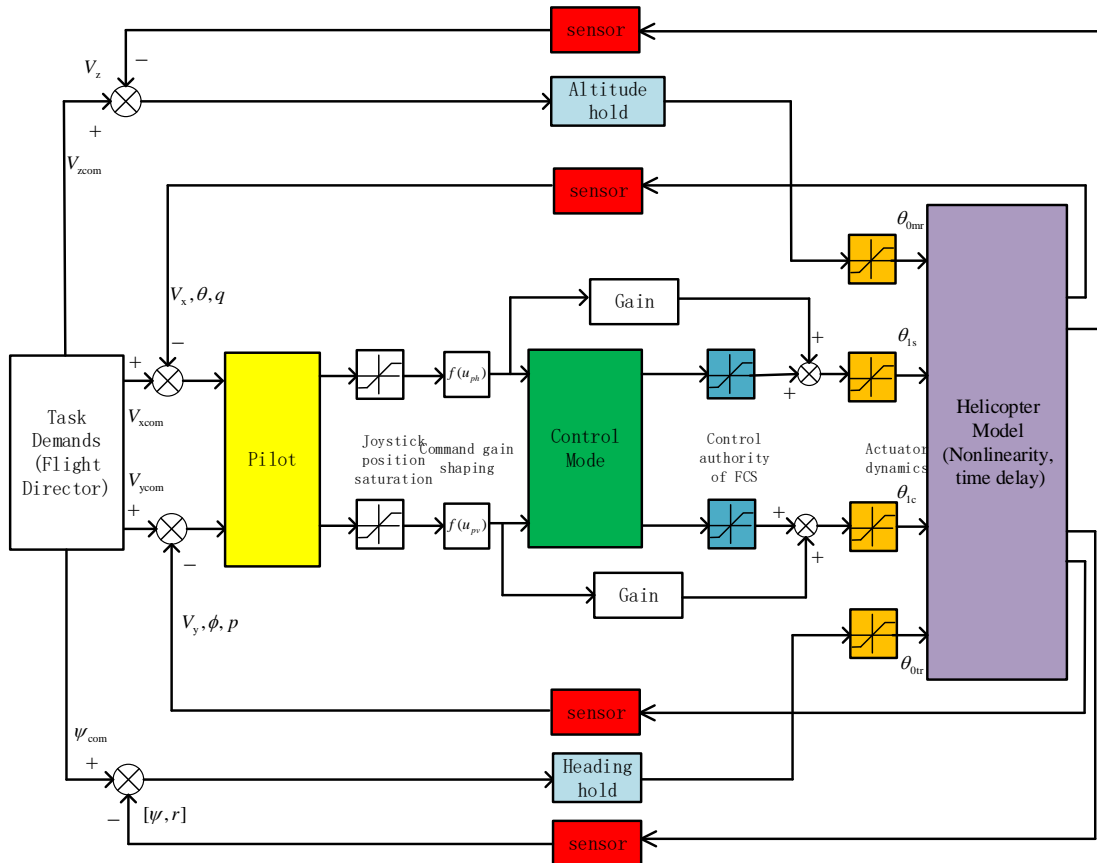 sensor
−
V_z
Altitude
hold
+
V_zcom
sensor
θ_0mr
V_x, θ, q
Gain
−
+
+
θ_1s
f(u_ph)
+
V_xcom
Task
Demands
(Flight
Director)
Pilot
Joystick
position
saturation
Command gain
shaping
Control
Mode
Control
authority
of FCS
Actuator
dynamics
Helicopter
Model
(Nonlinearity,
time delay)
V_ycom
+
θ_1c
+
f(u_pv)
−
+
Gain
V_y, ϕ, p
θ_0tr
sensor
ψ_com
+
Heading
hold
[ψ, r]
−
sensor